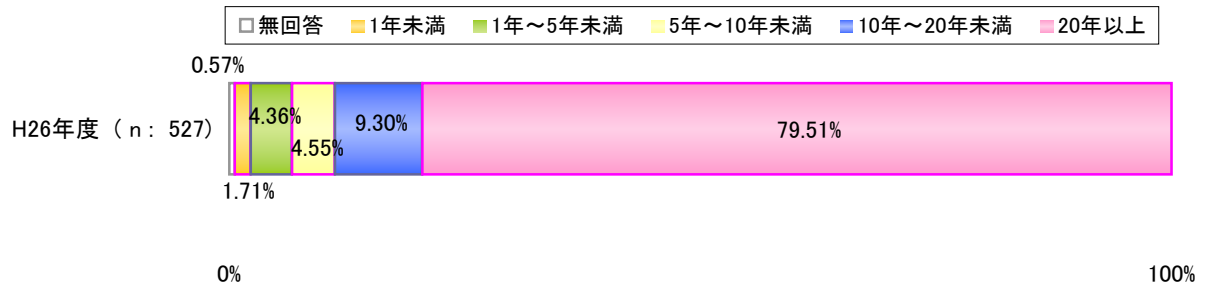 無回答 1年未満 1年～5年未満 5年～10年未満 10年～20年未満 20年以上
0.57%
H26年度（ｎ：527） 4.36% 4.55% 9.30% 79.51%
1.71%
0% 100%